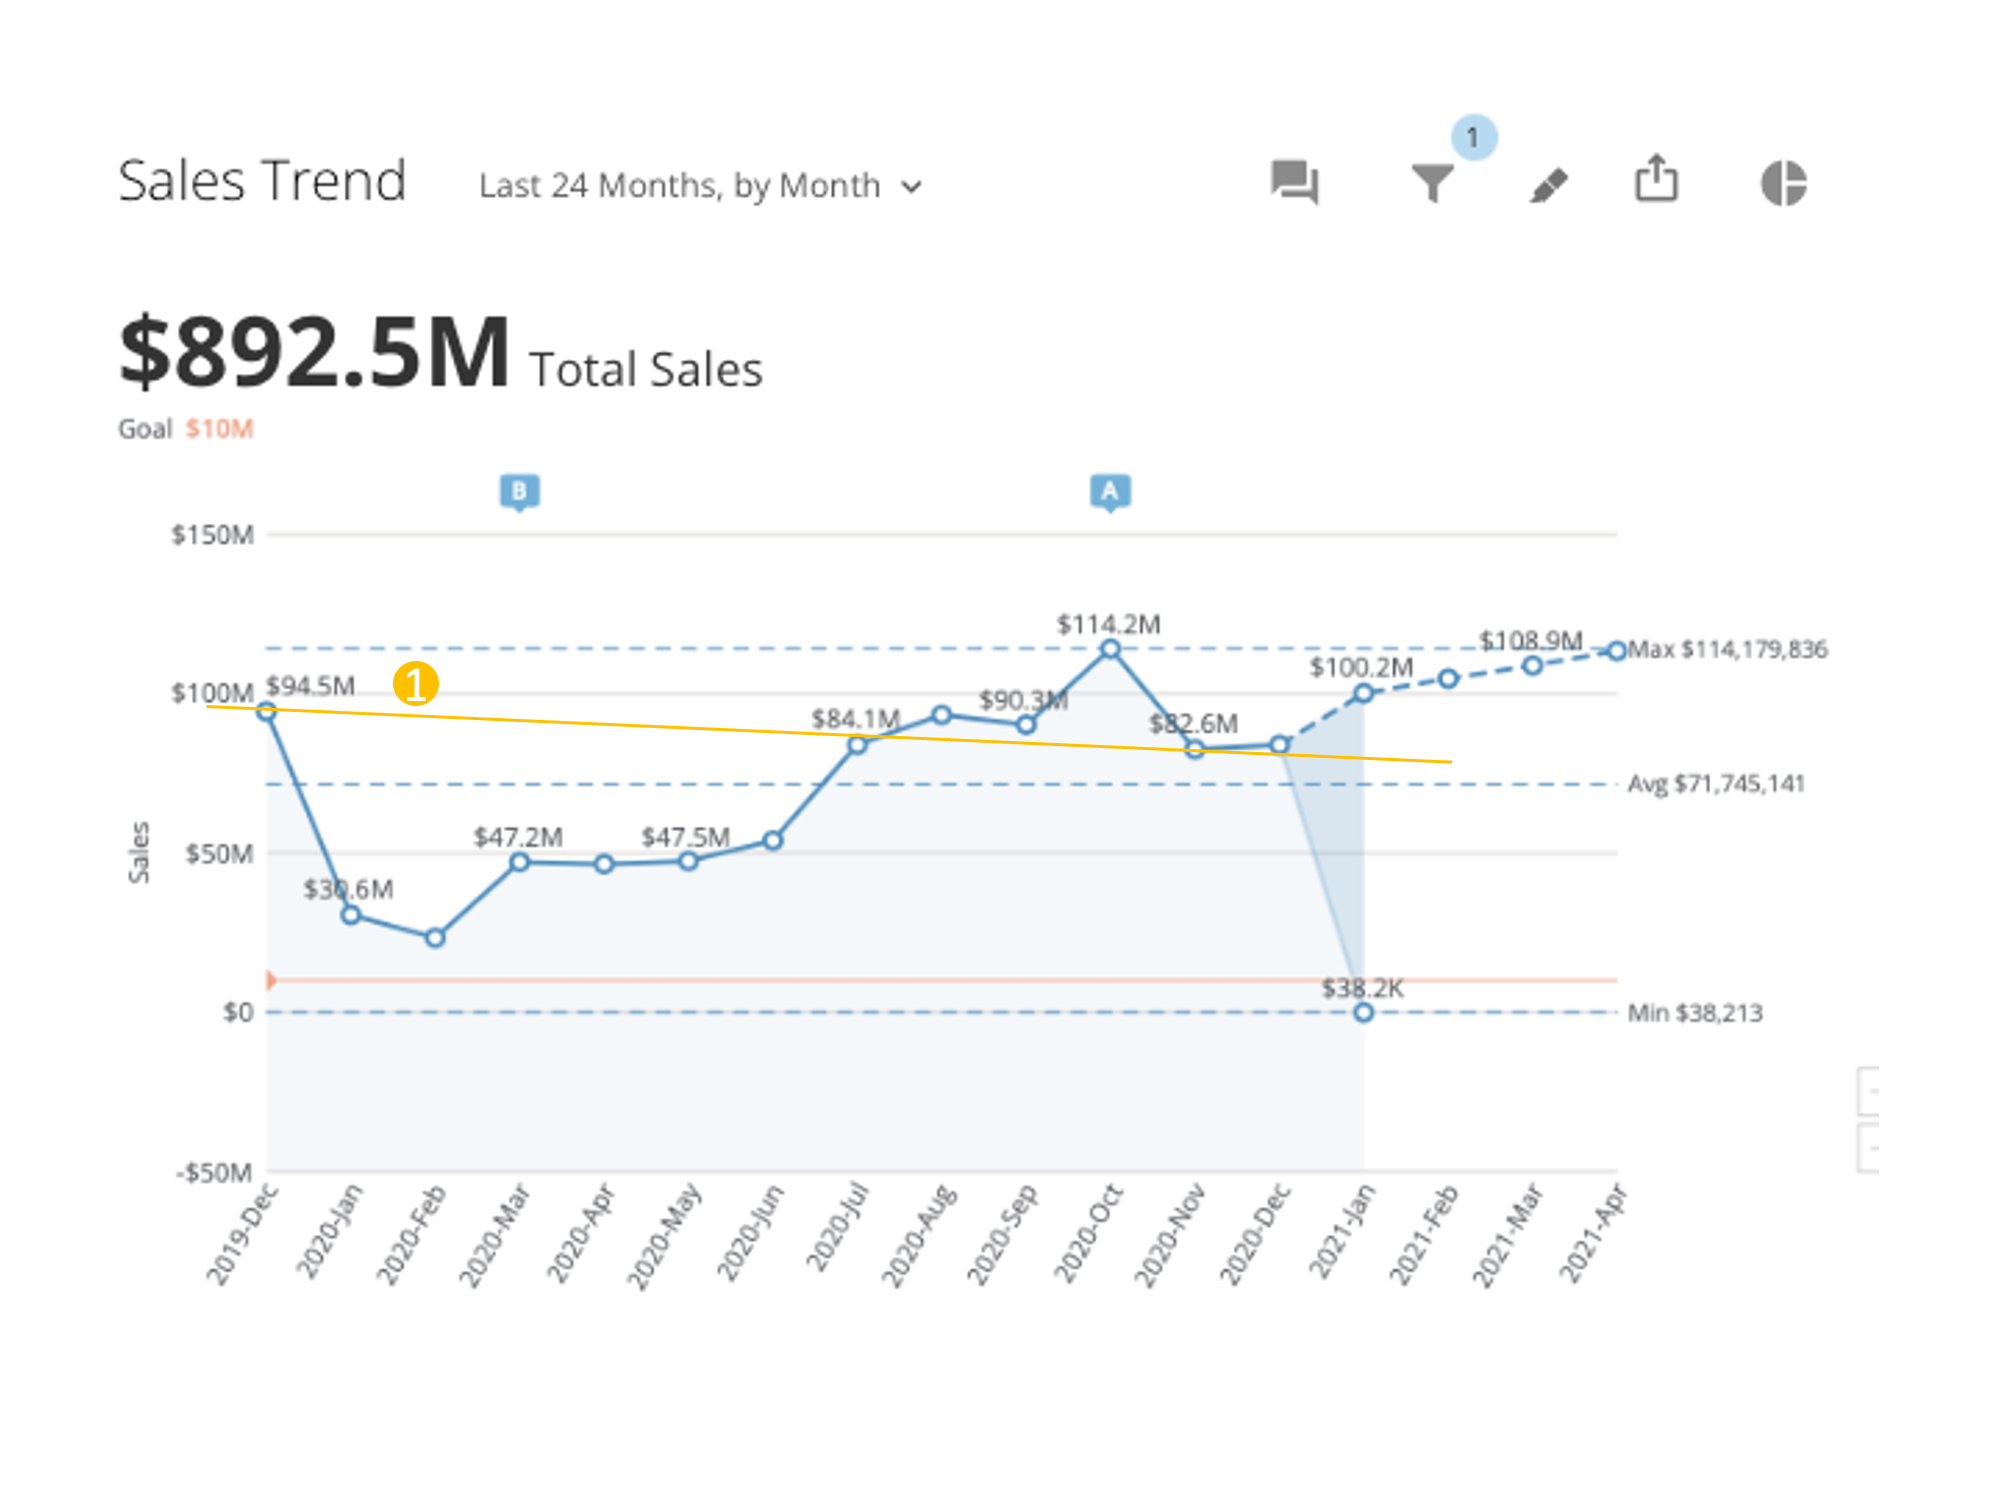 1
Sales Trend Last 24 Months, by Month
$892.5M Total Sales
Goal $10M
B A
$150M
$114.2M
$108.9M
Max $114,179,836
$100.2M
$100M
$94.5M
1
$90.3M
$84.1M
$82.6M
Avg $71,745,141
Sales
$50M
$47.2M
$47.5M
$30.6M
$38.2K
$0
Min $38,213
-$50M
2019-Dec
2020-Jan
2020-Feb
2020-Mar
2020-Apr
2020-May
2020-Jun
2020-Jul
2020-Aug
2020-Sep
2020-Oct
2020-Nov
2020-Dec
2021-Jan
2021-Feb
2021-Mar
2021-Apr